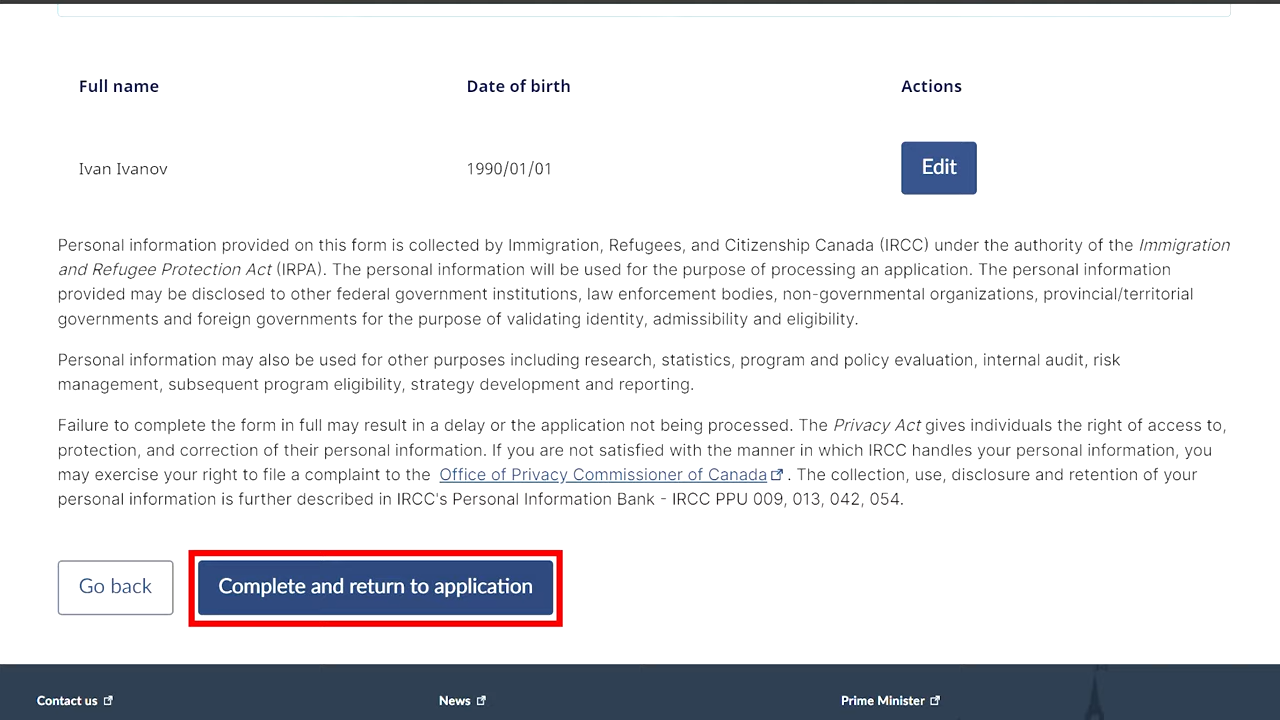 Full name Date of birth Actions
Ivan Ivanov 1990/01/01 Edit
Personal information provided on this form is collected by Immigration, Refugees, and Citizenship Canada (IRCC) under the authority of the Immigration
and Refugee Protection Act (IRPA). The personal information will be used for the purpose of processing an application. The personal information
provided may be disclosed to other federal government institutions, law enforcement bodies, non-governmental organizations, provincial/territorial
governments and foreign governments for the purpose of validating identity, admissibility and eligibility.
Personal information may also be used for other purposes including research, statistics, program and policy evaluation, internal audit, risk
management, subsequent program eligibility, strategy development and reporting.
Failure to complete the form in full may result in a delay or the application not being processed. The Privacy Act gives individuals the right of access to,
protection, and correction of their personal information. If you are not satisfied with the manner in which IRCC handles your personal information, you
may exercise your right to file a complaint to the Office of Privacy Commissioner of Canada. The collection, use, disclosure and retention of your
personal information is further described in IRCC's Personal Information Bank - IRCC PPU 009, 013, 042, 054.
Go back Complete and return to application
Contact us News Prime Minister